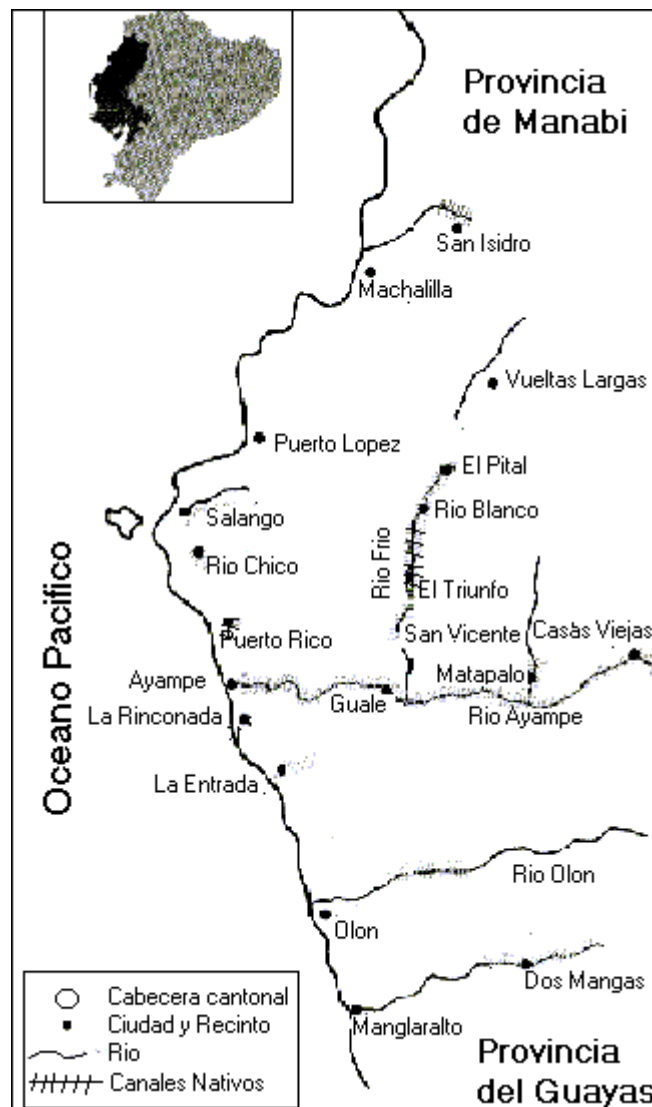 Provincia
de Manabi
San Isidro
Machalilla
Vueltas Largas
Puerto Lopez
El Pital
Salango
Rio Blanco
Rio Chico
Rio Frio
El Triunfo
Puerto Rico
San Vicente
Casas Viejas
Ayampe
Matapalo
Guale
La Rinconada
Rio Ayampe
Oceano Pacifico
La Entrada
Rio Olon
Olon
Dos Mangas
Manglaralto
Provincia
del Guayas
Cabecera cantonal
Ciudad y Recinto
Rio
Canales Nativos